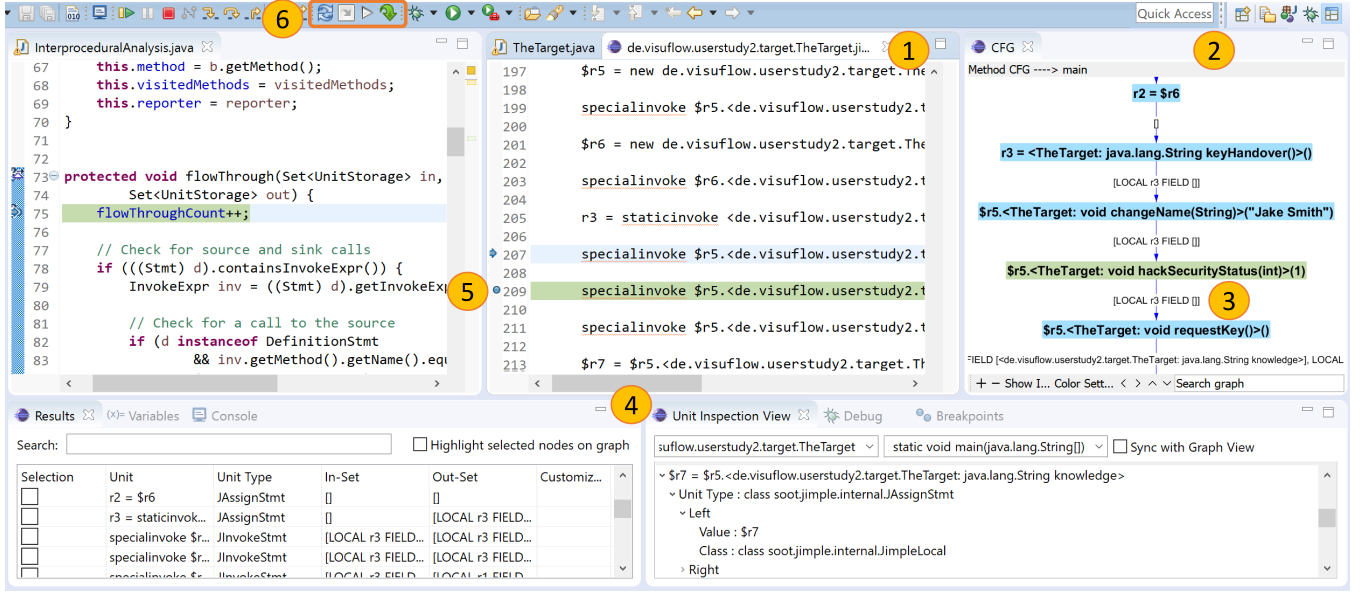 6
Quick Access
InterproceduralAnalysis.java
67 this.method = b.getMethod();
68 this.visitedMethods = visitedMethods;
69 this.reporter = reporter;
70 }
71
72
73 protected void flowThrough(Set<UnitStorage> in,
74 Set<UnitStorage> out) {
75 flowThroughCount++;
76
77 // Check for source and sink calls
78 if (((Stmt) d).containsInvokeExpr()) {
79 InvokeExpr inv = ((Stmt) d).getInvokeExp
80
81 // Check for a call to the source
82 if (d instanceof DefinitionStmt
83 && inv.getMethod().getName().equ
TheTarget.java
de.visuflow.userstudy2.target.TheTarget.ji...
1
197 $r5 = new de.visuflow.userstudy2.target.The
198
199 specialinvoke $r5.<de.visuflow.userstudy2.t
200
201 $r6 = new de.visuflow.userstudy2.target.The
202
203 specialinvoke $r6.<de.visuflow.userstudy2.t
204
205 r3 = staticinvoke <de.visuflow.userstudy2.t
206
207 specialinvoke $r5.<de.visuflow.userstudy2.t
208
5
209 specialinvoke $r5.<de.visuflow.userstudy2.t
210
211 specialinvoke $r5.<de.visuflow.userstudy2.t
212
213 $r7 = $r5.<de.visuflow.userstudy2.target.Th
CFG
2
Method CFG ----> main
r2 = $r6
[]
r3 = <TheTarget: java.lang.String keyHandover()>()
[LOCAL r3 FIELD []]
$r5.<TheTarget: void changeName(String)>("Jake Smith")
[LOCAL r3 FIELD []]
$r5.<TheTarget: void hackSecurityStatus(int)>(1)
[LOCAL r3 FIELD []]
3
$r5.<TheTarget: void requestKey()>()
FIELD [<de.visuflow.userstudy2.target.TheTarget: java.lang.String knowledge>], LOCAL
+ − Show I... Color Sett... < > ^ v Search graph
Results (x)= Variables Console
4
Search: Highlight selected nodes on graph
Selection Unit Unit Type In-Set Out-Set Customiz...
r2 = $r6 JAssignStmt [] []
r3 = staticinvok... JAssignStmt [] [LOCAL r3 FIELD...
specialinvoke $r... JInvokeStmt [LOCAL r3 FIELD... [LOCAL r3 FIELD...
specialinvoke $r... JInvokeStmt [LOCAL r3 FIELD... [LOCAL r3 FIELD...
specialinvoke $r... JInvokeStmt [LOCAL r3 FIELD... [LOCAL r1 FIELD...
Unit Inspection View Debug Breakpoints
suflow.userstudy2.target.TheTarget static void main(java.lang.String[]) Sync with Graph View
$r7 = $r5.<de.visuflow.userstudy2.target.TheTarget: java.lang.String knowledge>
Unit Type : class soot.jimple.internal.JAssignStmt
Left
Value : $r7
Class : class soot.jimple.internal.JimpleLocal
Right